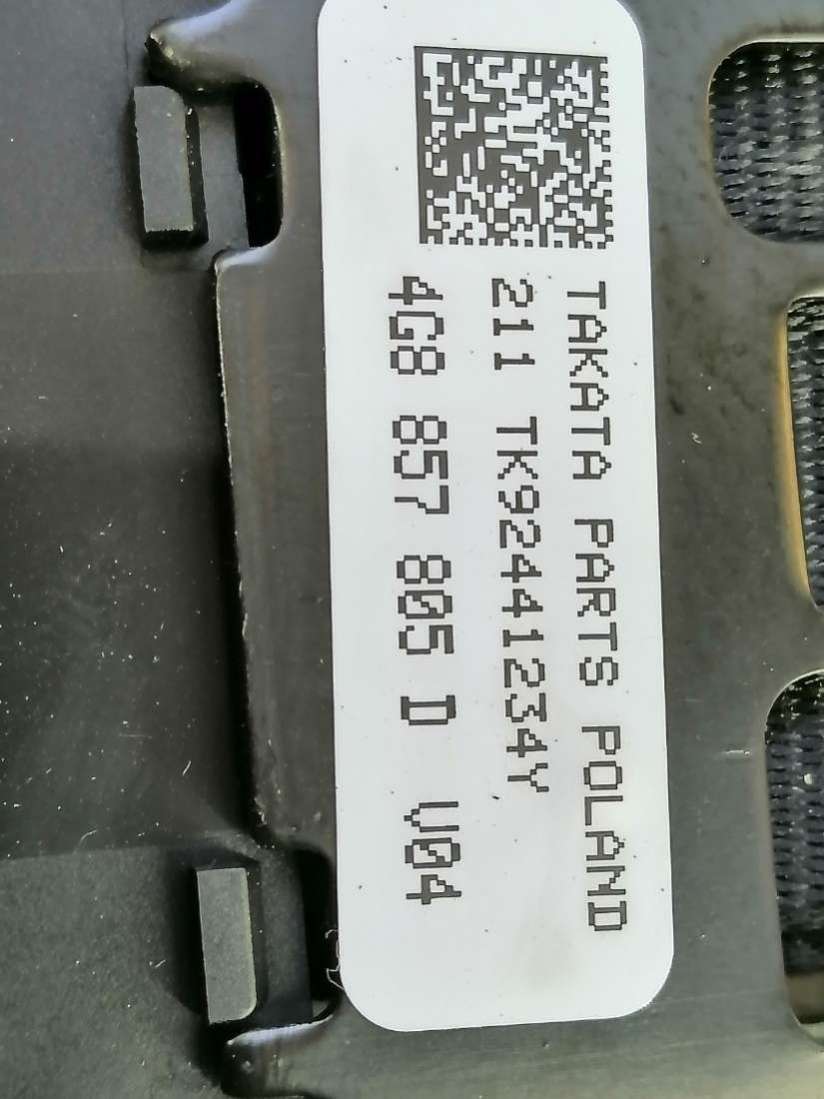 TAKATA PARTS POLAND
211 TK92441234Y
4G8 857 805 D V04